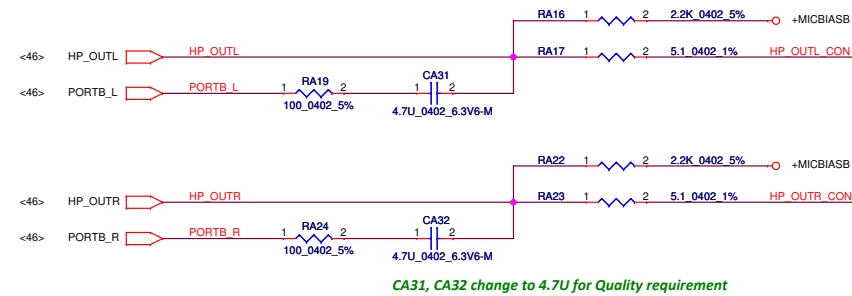 RA16 1 2 2.2K_0402_5% +MICBIASB
<46> HP_OUTL HP_OUTL RA17 1 2 5.1_0402_1% HP_OUTL_CON
<46> PORTB_L PORTB_L 1 RA19 2 1 CA31 2
100_0402_5% 4.7U_0402_6.3V6-M
RA22 1 2 2.2K_0402_5% +MICBIASB
<46> HP_OUTR HP_OUTR RA23 1 2 5.1_0402_1% HP_OUTR_CON
<46> PORTB_R PORTB_R 1 RA24 2 1 CA32 2
100_0402_5% 4.7U_0402_6.3V6-M
CA31, CA32 change to 4.7U for Quality requirement